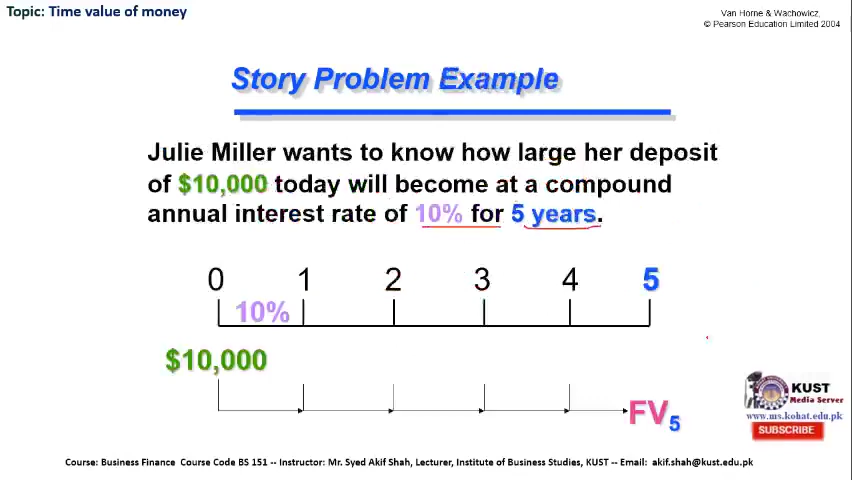 Topic: Time value of money
Van Horne & Wachowicz,
© Pearson Education Limited 2004
Story Problem Example
Julie Miller wants to know how large her deposit
of $10,000 today will become at a compound
annual interest rate of 10% for 5 years.
0 1 2 3 4 5
10%
$10,000
FV5
KUST
Media Server
www.ms.kohat.edu.pk
SUBSCRIBE
Course: Business Finance Course Code BS 151 -- Instructor: Mr. Syed Akif Shah, Lecturer, Institute of Business Studies, KUST -- Email: akif.shah@kust.edu.pk